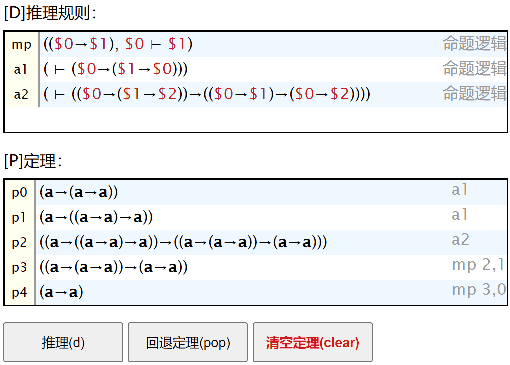 [D]推理规则：
mp (($0→$1), $0 ⊢ $1) 命题逻辑
a1 ( ⊢ ($0→($1→$0))) 命题逻辑
a2 ( ⊢ (($0→($1→$2))→(($0→$1)→($0→$2)))) 命题逻辑
[P]定理：
p0 (a→(a→a)) a1
p1 (a→((a→a)→a)) a1
p2 ((a→((a→a)→a))→((a→(a→a))→(a→a))) a2
p3 ((a→(a→a))→(a→a)) mp 2,1
p4 (a→a) mp 3,0
推理(d) 回退定理(pop) 清空定理(clear)